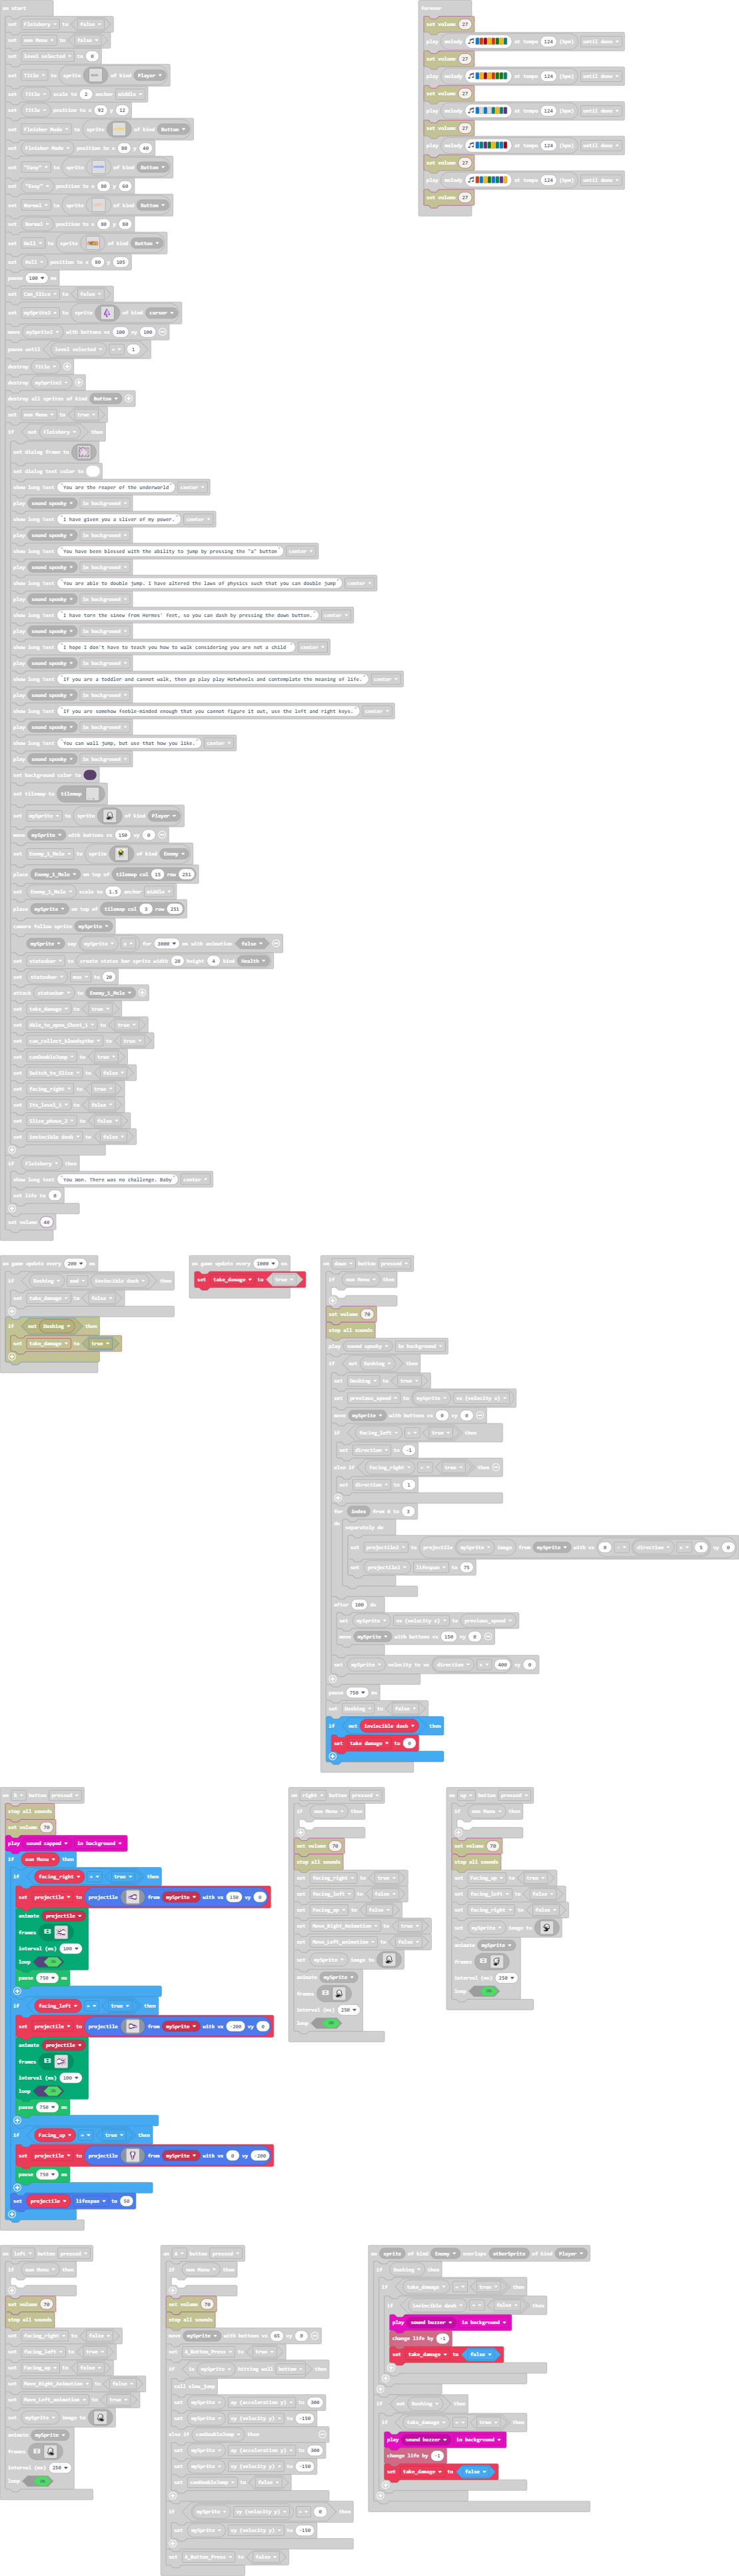 on start
set Finishery to false
set non Menu to false
set level selected to 0
set Title to sprite of kind Player
set Title scale to 2 anchor middle
set Title position to x 92 y 12
set Finisher Mode to sprite of kind Button
set Finisher Mode position to x 80 y 40
set "Easy" to sprite of kind Button
set "Easy" position to x 80 y 60
set Normal to sprite of kind Button
set Normal position to x 80 y 80
set Hell to sprite of kind Button
set Hell position to x 80 y 105
pause 100 ms
set Can_Slice to false
set mySprite2 to sprite of kind cursor
move mySprite2 with buttons vx 100 vy 100
pause until level selected = 1
destroy Title
destroy mySprite2
destroy all sprites of kind Button
set non Menu to true
if not Finishery then
set dialog frame to
set dialog text color to
show long text "You are the reaper of the underworld" center
play sound spooky in background
show long text "I have given you a sliver of my power." center
play sound spooky in background
show long text "You have been blessed with the ability to jump by pressing the "a" button" center
play sound spooky in background
show long text "You are able to double jump. I have altered the laws of physics such that you can double jump" center
play sound spooky in background
show long text "I have torn the sinew from Hermes' feet, so you can dash by pressing the down button." center
play sound spooky in background
show long text "I hope I don't have to teach you how to walk considering you are not a child" center
play sound spooky in background
show long text "If you are a toddler and cannot walk, then go play play Hotwheels and contemplate the meaning of life." center
play sound spooky in background
show long text "If you are somehow feeble-minded enough that you cannot figure it out, use the left and right keys." center
play sound spooky in background
show long text "You can wall jump, but use that how you like." center
play sound spooky in background
set background color to
set tilemap to tilemap
set mySprite to sprite of kind Player
move mySprite with buttons vx 150 vy 0
set Enemy_1_Mele to sprite of kind Enemy
place Enemy_1_Mele on top of tilemap col 15 row 251
set Enemy_1_Mele scale to 1.5 anchor middle
place mySprite on top of tilemap col 3 row 251
camera follow sprite mySprite
mySprite say mySprite x for 3000 ms with animation false
set statusbar to create status bar sprite width 20 height 4 kind Health
set statusbar max to 20
attach statusbar to Enemy_1_Mele
set take_damage to true
set Able_to_open_Chest_1 to true
set can_collect_bloodsythe to true
set canDoubleJump to true
set Switch_to_Slice to false
set facing_right to true
set Its_level_1 to false
set Slice_phase_2 to false
set invincible dash to false
if finishery then
show long text "You Won. There was no challenge. Baby" center
set life to 0
set volume 40
forever
set volume 27
play melody at tempo 124 (bpm) until done
set volume 27
play melody at tempo 124 (bpm) until done
set volume 27
play melody at tempo 124 (bpm) until done
set volume 27
play melody at tempo 124 (bpm) until done
set volume 27
play melody at tempo 124 (bpm) until done
set volume 27
on game update every 200 ms
if Dashing and invincible dash then
set take_damage to false
if not Dashing then
set take_damage to true
on game update every 1000 ms
set take_damage to true
on down button pressed
if non Menu then
set volume 70
stop all sounds
play sound spooky in background
if not Dashing then
set Dashing to true
set previous_speed to mySprite vx (velocity x)
move mySprite with buttons vx 0 vy 0
if facing_left = true then
set direction to -1
else if facing_right = true then
set direction to 1
for index from 0 to 3
do separately do
set projectile2 to projectile mySprite image from mySprite with vx 0 - direction x 5 vy 0
set projectile2 lifespan to 75
after 100 do
set mySprite vx (velocity x) to previous_speed
move mySprite with buttons vx 150 vy 0
set mySprite velocity to vx direction x 400 vy 0
pause 750 ms
set Dashing to false
if not invincible dash then
set take damage to 0
on B button pressed
stop all sounds
set volume 70
play sound zapped in background
if non Menu then
if facing_right = true then
set projectile to projectile from mySprite with vx 150 vy 0
animate projectile
frames
interval (ms) 100
loop ON
pause 750 ms
if facing_left = true then
set projectile to projectile from mySprite with vx -200 vy 0
animate projectile
frames
interval (ms) 100
loop ON
pause 750 ms
if Facing_up = true then
set projectile to projectile from mySprite with vx 0 vy -200
pause 750 ms
set projectile lifespan to 50
on right button pressed
if non Menu then
set volume 70
stop all sounds
set facing_right to true
set facing_left to false
set facing_up to false
set Move_Right_Animation to true
set Move_Left_animation to false
set mySprite image to
animate mySprite
frames
interval (ms) 250
loop ON
on up button pressed
if non Menu then
set volume 70
stop all sounds
set facing_up to true
set facing_left to false
set facing_right to false
set mySprite image to
animate mySprite
frames
interval (ms) 250
loop ON
on left button pressed
if non Menu then
set volume 70
stop all sounds
set facing_right to false
set facing_left to true
set facing_up to false
set Move_Right_Animation to false
set Move_Left_animation to true
set mySprite image to
animate mySprite
frames
interval (ms) 250
loop ON
on A button pressed
if non Menu then
set volume 70
stop all sounds
move mySprite with buttons vx 65 vy 0
set A_Button_Press to true
if is mySprite hitting wall bottom then
call slow_jump
set mySprite ay (acceleration y) to 300
set mySprite vy (velocity y) to -150
else if canDoubleJump then
set mySprite ay (acceleration y) to 300
set mySprite vy (velocity y) to -150
set canDoubleJump to false
if mySprite vy (velocity y) = 0 then
set mySprite vy (velocity y) to -150
set A_Button_Press to false
on sprite of kind Enemy overlaps otherSprite of kind Player
if Dashing then
if take_damage = true then
if invincible dash = false then
play sound buzzer in background
change life by -1
set take_damage to false
if not Dashing then
if take_damage = true then
play sound buzzer in background
change life by -1
set take_damage to false